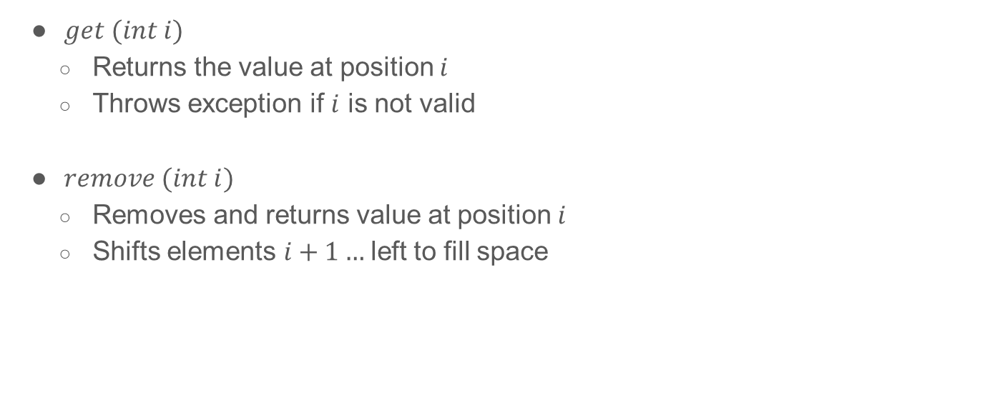 ● get (int i)
○ Returns the value at position i
○ Throws exception if i is not valid
● remove (int i)
○ Removes and returns value at position i
○ Shifts elements i + 1 ... left to fill space